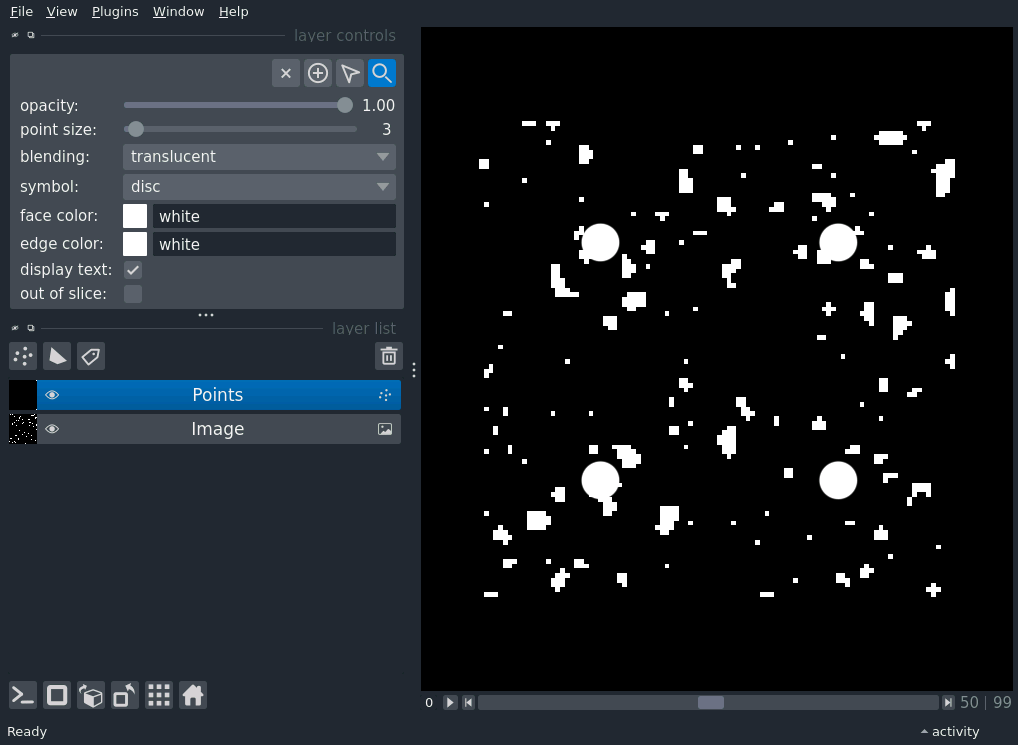 File View Plugins Window Help
layer controls
opacity: 1.00
point size: 3
blending: translucent
symbol: disc
face color: white
edge color: white
display text:
out of slice:
layer list
Points
Image
0 50 | 99
Ready activity